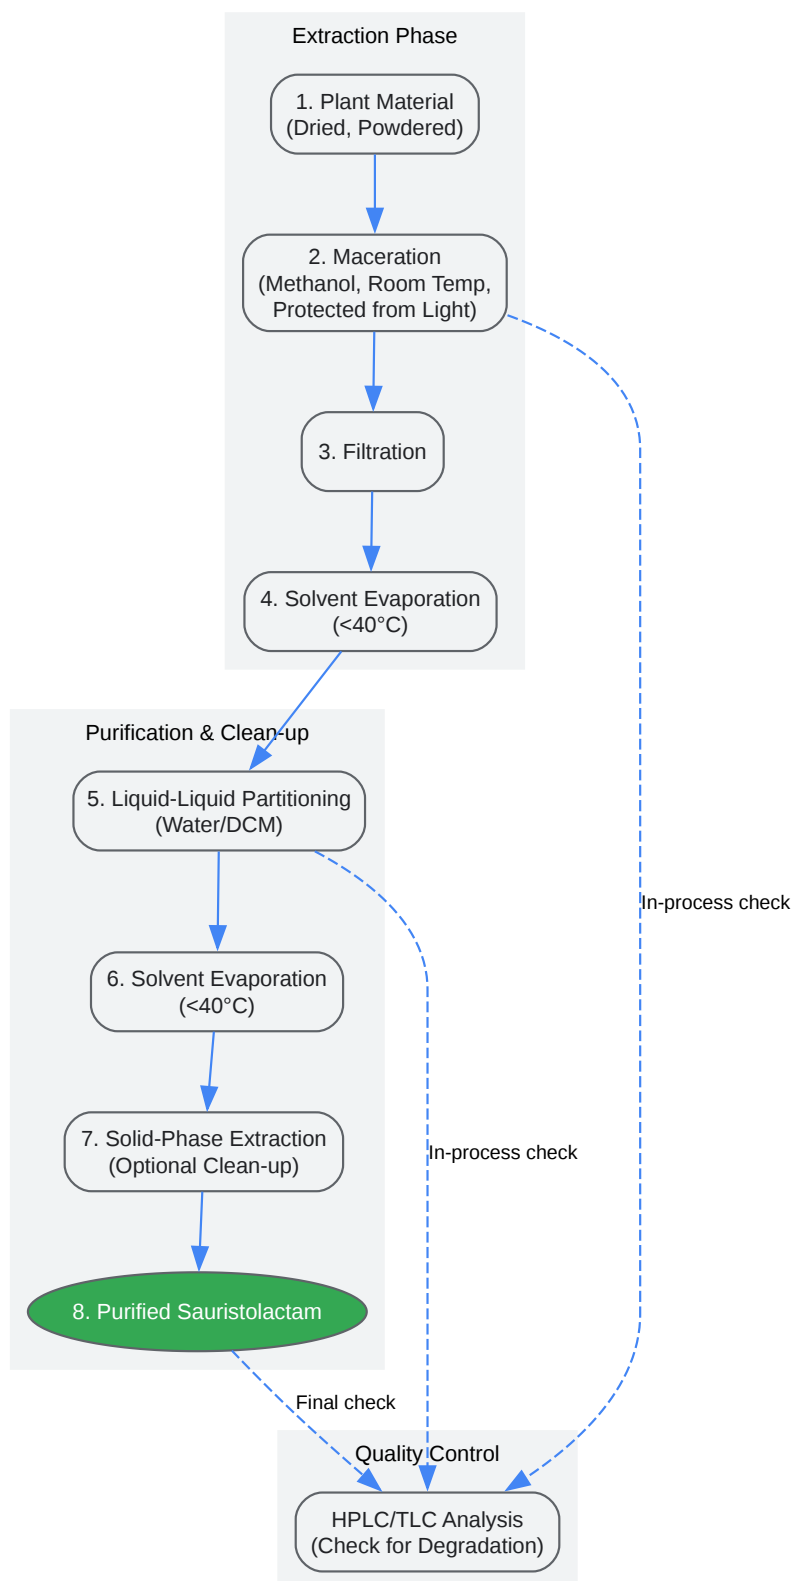 Extraction Phase
1. Plant Material
(Dried, Powdered)
2. Maceration
(Methanol, Room Temp,
Protected from Light)
3. Filtration
4. Solvent Evaporation
(<40°C)
Purification & Clean-up
5. Liquid-Liquid Partitioning
(Water/DCM)
In-process check
6. Solvent Evaporation
(<40°C)
7. Solid-Phase Extraction
(Optional Clean-up)
In-process check
8. Purified Sauristolactam
Final check
Quality Control
HPLC/TLC Analysis
(Check for Degradation)